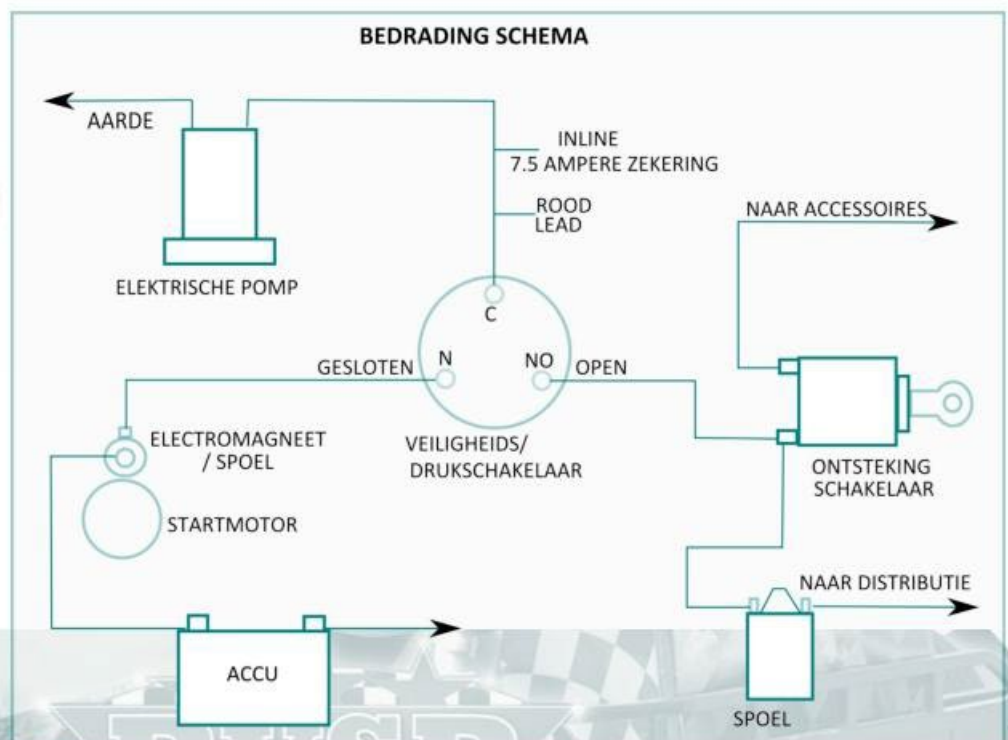 BEDRADING SCHEMA
AARDE
INLINE
7.5 AMPERE ZEKERING
ROOD
LEAD
NAAR ACCESSOIRES
ELEKTRISCHE POMP
C
GESLOTEN
N
NO
OPEN
ELECTROMAGNEET
/ SPOEL
VEILIGHEIDS/
DRUKSCHAKELAAR
ONTSTEKING
SCHAKELAAR
STARTMOTOR
NAAR DISTRIBUTIE
ACCU
SPOEL